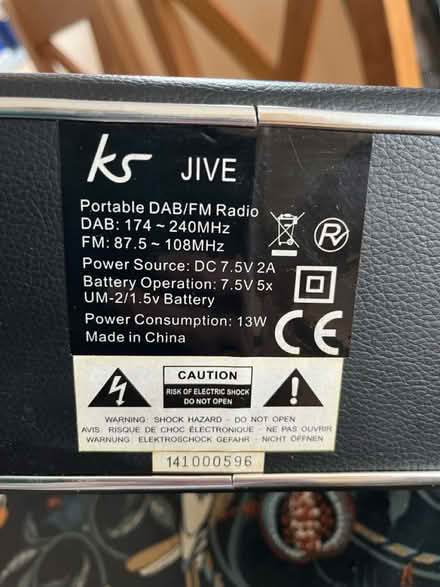 ks JIVE
Portable DAB/FM Radio
DAB: 174 ~ 240MHz
FM: 87.5 ~ 108MHz
Power Source: DC 7.5V 2A
Battery Operation: 7.5V 5x
UM-2/1.5v Battery
Power Consumption: 13W
Made in China
CE
CAUTION
RISK OF ELECTRIC SHOCK
DO NOT OPEN
WARNING: SHOCK HAZARD - DO NOT OPEN
AVIS: RISQUE DE CHOC ÉLECTRONIQUE - NE PAS OUVRIR
WARNUNG: ELEKTROSCHOCK GEFAHR - NICHT ÖFFNEN
141000596